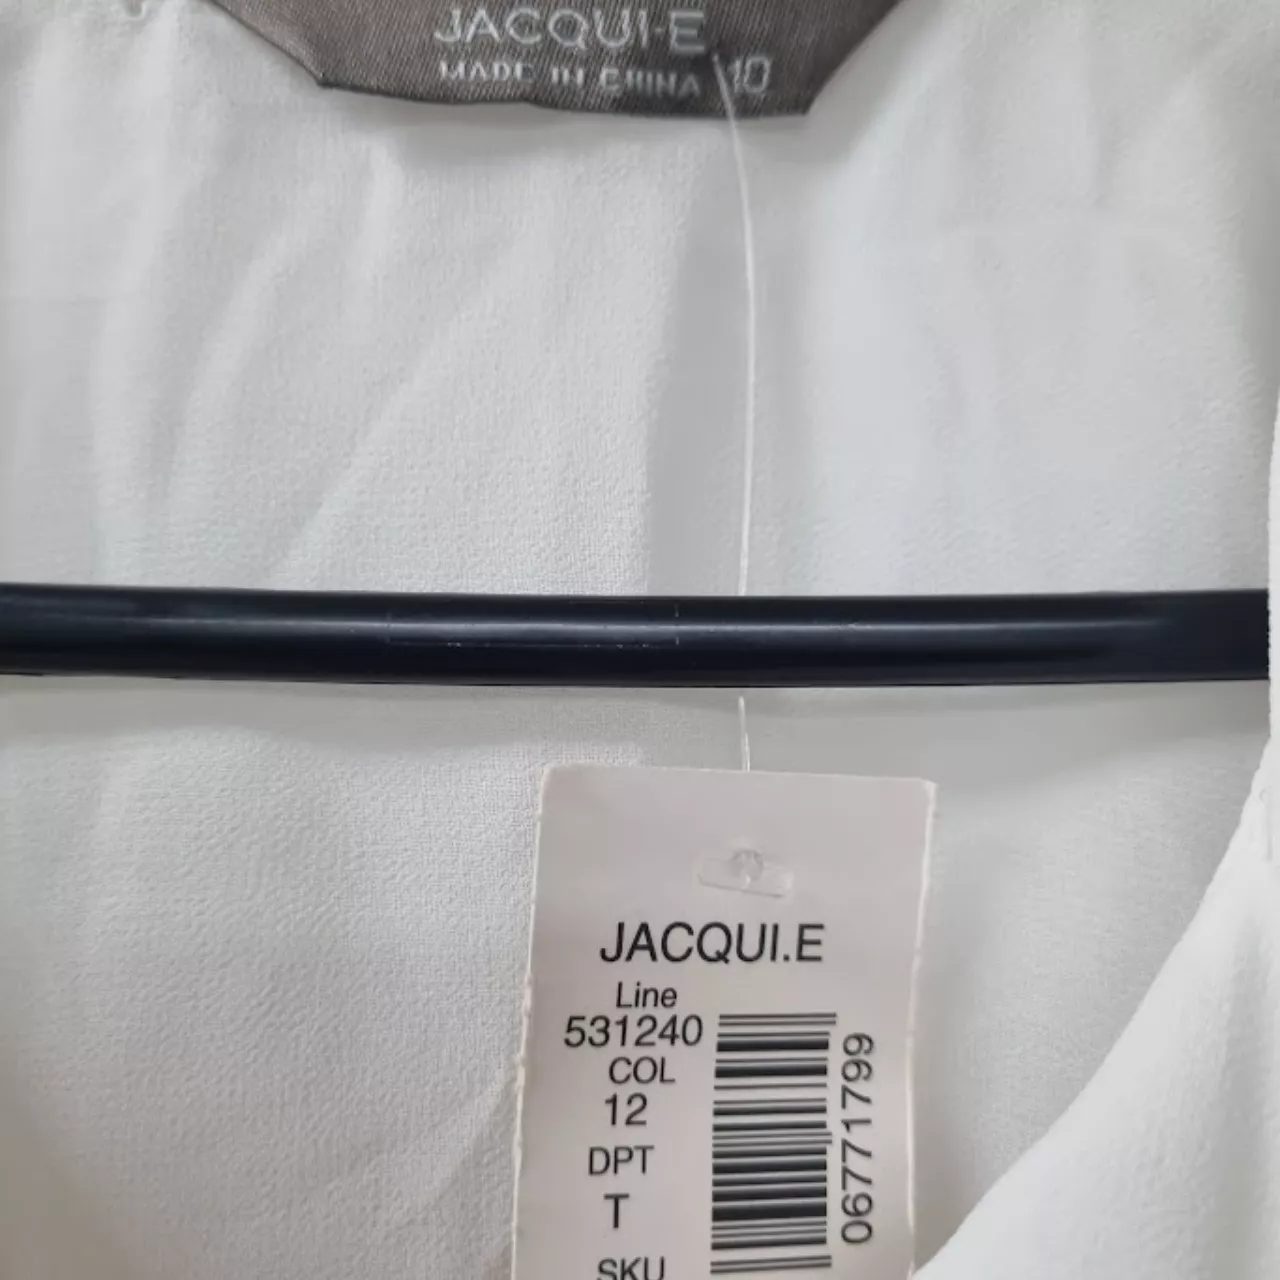 JACQUI-E
MADE IN CHINA 10
JACQUI.E
Line
531240
COL
12
DPT
T
SKU
06771799